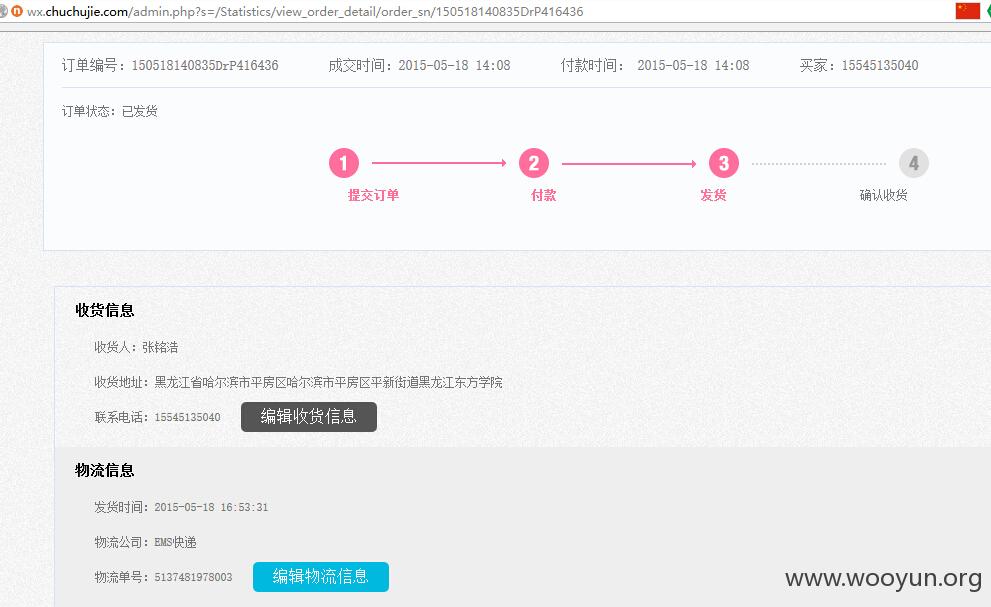 wx.chuchujie.com/admin.php?s=/Statistics/view_order_detail/order_sn/150518140835DrP416436
订单编号：150518140835DrP416436 成交时间：2015-05-18 14:08 付款时间： 2015-05-18 14:08 买家：15545135040
订单状态：已发货
1 2 3 4
提交订单 付款 发货 确认收货
收货信息
收货人：张铭浩
收货地址：黑龙江省哈尔滨市平房区哈尔滨市平房区平新街道黑龙江东方学院
联系电话：15545135040 编辑收货信息
物流信息
发货时间：2015-05-18 16:53:31
物流公司：EMS快递
物流单号：5137481978003 编辑物流信息
www.wooyun.org